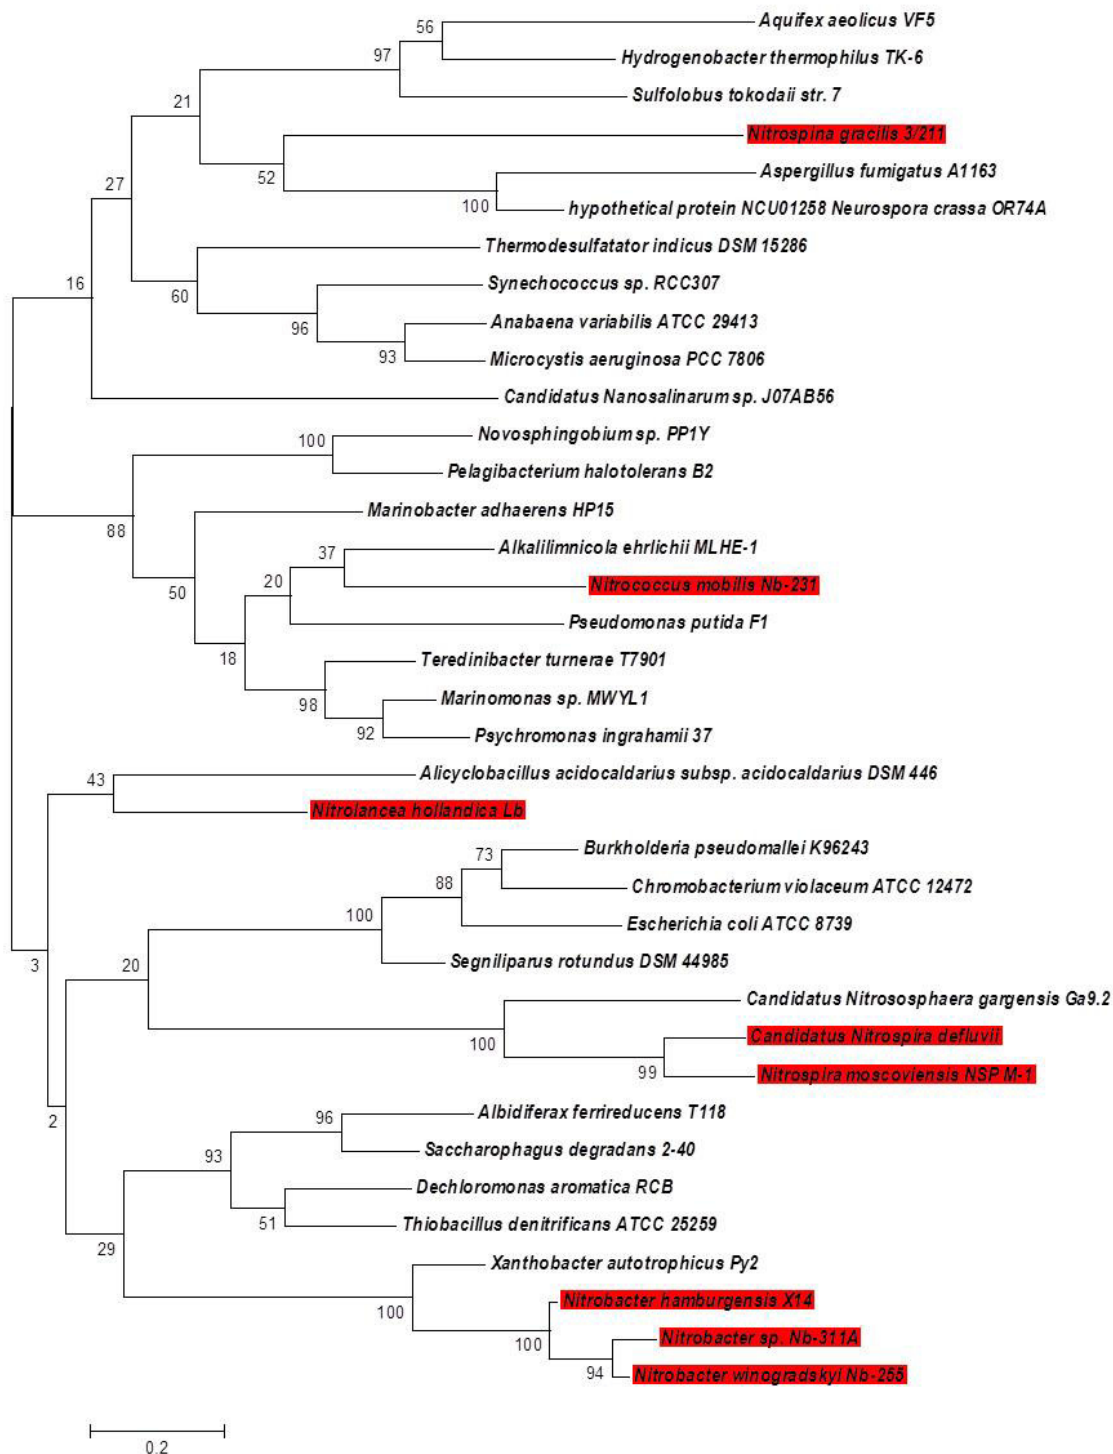 56
Aquifex aeolicus VF5
97
Hydrogenobacter thermophilus TK-6
21
Sulfolobus tokodaii str. 7
Nitrospina gracilis 3/211
52
Aspergillus fumigatus A1163
27
100
hypothetical protein NCU01258 Neurospora crassa OR74A
Thermodesulfatator indicus DSM 15286
16
60
Synechococcus sp. RCC307
96
Anabaena variabilis ATCC 29413
93
Microcystis aeruginosa PCC 7806
Candidatus Nanosalinarum sp. J07AB56
100
Novosphingobium sp. PP1Y
Pelagibacterium halotolerans B2
88
Marinobacter adhaerens HP15
37
Alkalilimnicola ehrlichii MLHE-1
50
20
Nitrococcus mobilis Nb-231
Pseudomonas putida F1
18
Teredinibacter turnerae T7901
98
Marinomonas sp. MWYL1
92
Psychromonas ingrahamii 37
43
Alicyclobacillus acidocaldarius subsp. acidocaldarius DSM 446
Nitrolancea hollandica Lb
73
Burkholderia pseudomallei K96243
88
Chromobacterium violaceum ATCC 12472
100
Escherichia coli ATCC 8739
3
20
Segniliparus rotundus DSM 44985
Candidatus Nitrososphaera gargensis Ga9.2
100
Candidatus Nitrospira defluvii
99
Nitrospira moscoviensis NSP M-1
2
96
Albidiferax ferrireducens T118
93
Saccharophagus degradans 2-40
Dechloromonas aromatica RCB
51
Thiobacillus denitrificans ATCC 25259
29
Xanthobacter autotrophicus Py2
100
Nitrobacter hamburgensis X14
100
Nitrobacter sp. Nb-311A
94
Nitrobacter winogradskyi Nb-255
0.2